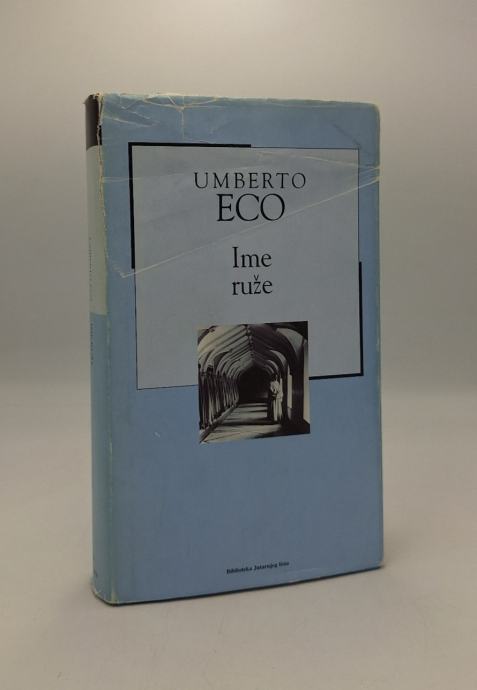 UMBERTO
ECO
Ime
ruže
Biblioteka Jutarnjeg lista